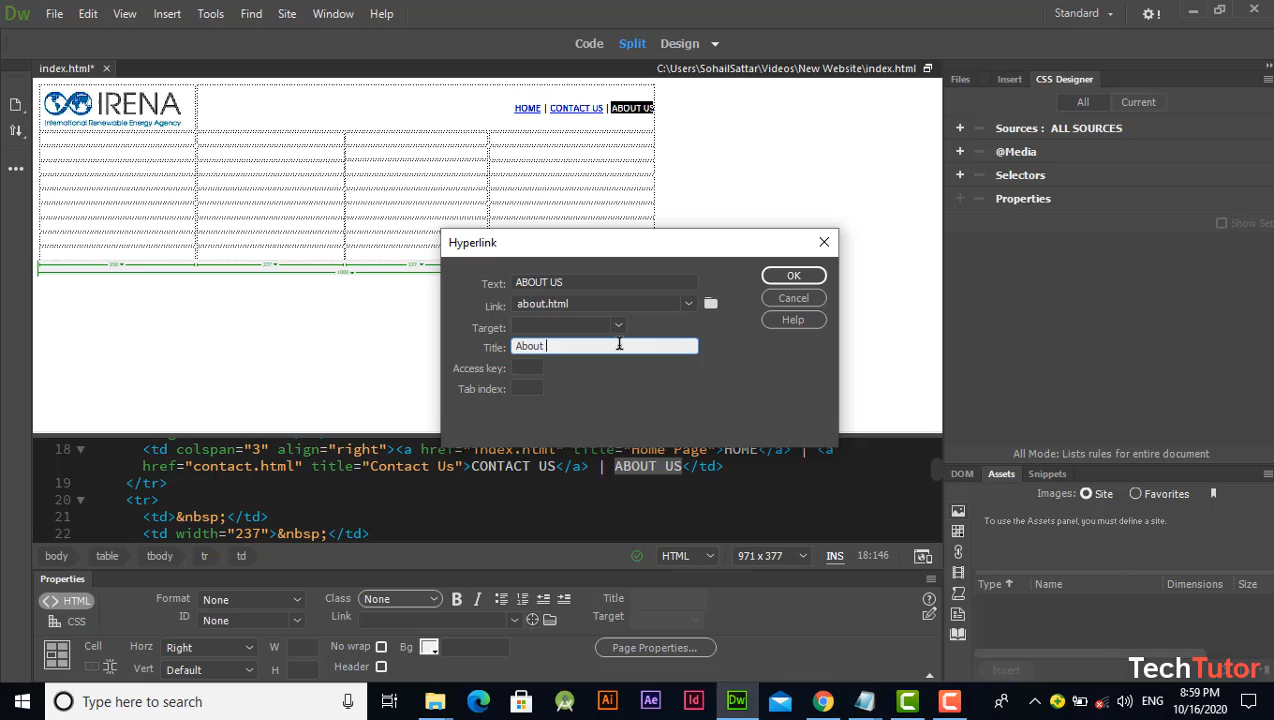 Dw File Edit View Insert Tools Find Site Window Help Standard
Code Split Design
index.html* × C:\Users\SohailSattar\Videos\New Website\index.html Files Insert CSS Designer
IRENA
International Renewable Energy Agency
HOME | CONTACT US | ABOUT US
All Current
Sources : ALL SOURCES
@Media
Selectors
Properties
Show Set
Hyperlink
Text: ABOUT US OK
Link: about.html Cancel
Target: Help
Title: About
Access key:
Tab index:
237 237
1000
18 <td colspan="3" align="right"><a href="index.html" title="Home Page">HOME</a> | <a
href="contact.html" title="Contact Us">CONTACT US</a> | ABOUT US</td>
19 </tr>
20 <tr>
21 <td>&nbsp;</td>
22 <td width="237">&nbsp;</td>
All Mode: Lists rules for entire document
DOM Assets Snippets
Images: Site Favorites
To use the Assets panel, you must define a site.
Type Name Dimensions Size
Insert
body table tbody tr td HTML 971 x 377 INS 18:146
Properties
HTML Format None Class None B I Title
CSS ID None Link Target
Cell Horz Right W No wrap Bg Page Properties...
Vert Default H Header
TechTutor
Type here to search Ai Ae Id Dw ENG 8:59 PM
10/16/2020